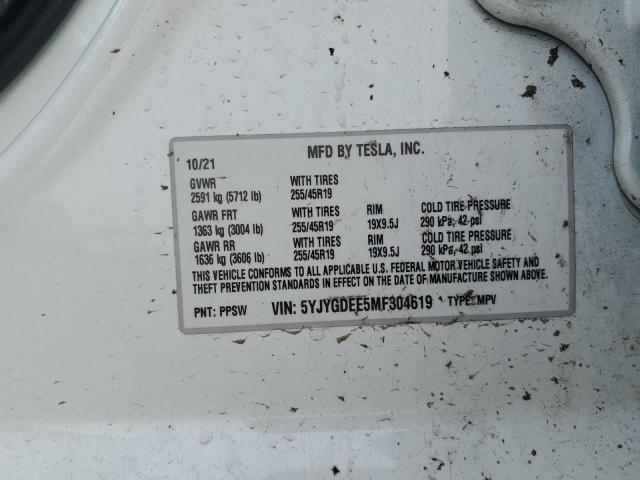 MFD BY TESLA, INC.
10/21
GVWR WITH TIRES
2591 kg (5712 lb) 255/45R19
GAWR FRT WITH TIRES RIM COLD TIRE PRESSURE
1363 kg (3004 lb) 255/45R19 19X9.5J 290 kPa, 42 psi
GAWR RR WITH TIRES RIM COLD TIRE PRESSURE
1636 kg (3606 lb) 255/45R19 19X9.5J 290 kPa, 42 psi
THIS VEHICLE CONFORMS TO ALL APPLICABLE U.S. FEDERAL MOTOR VEHICLE SAFETY AND
THEFT PREVENTION STANDARDS IN EFFECT ON THE DATE OF MANUFACTURE SHOWN ABOVE.
PNT: PPSW VIN: 5YJYGDEE5MF304619 TYPE: MPV